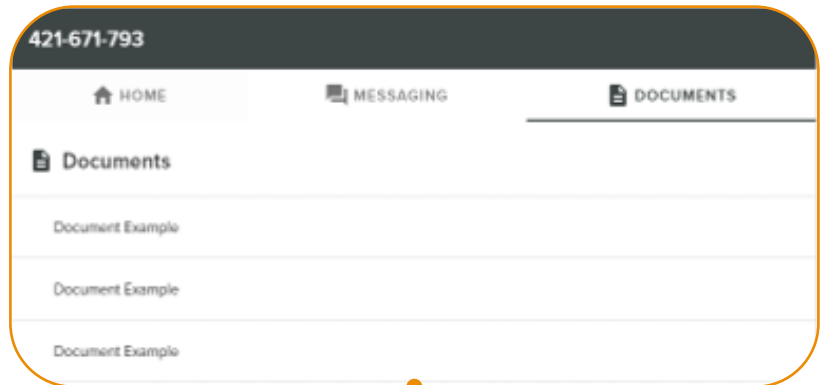 421-671-793
HOME MESSAGING DOCUMENTS
Documents
Document Example
Document Example
Document Example